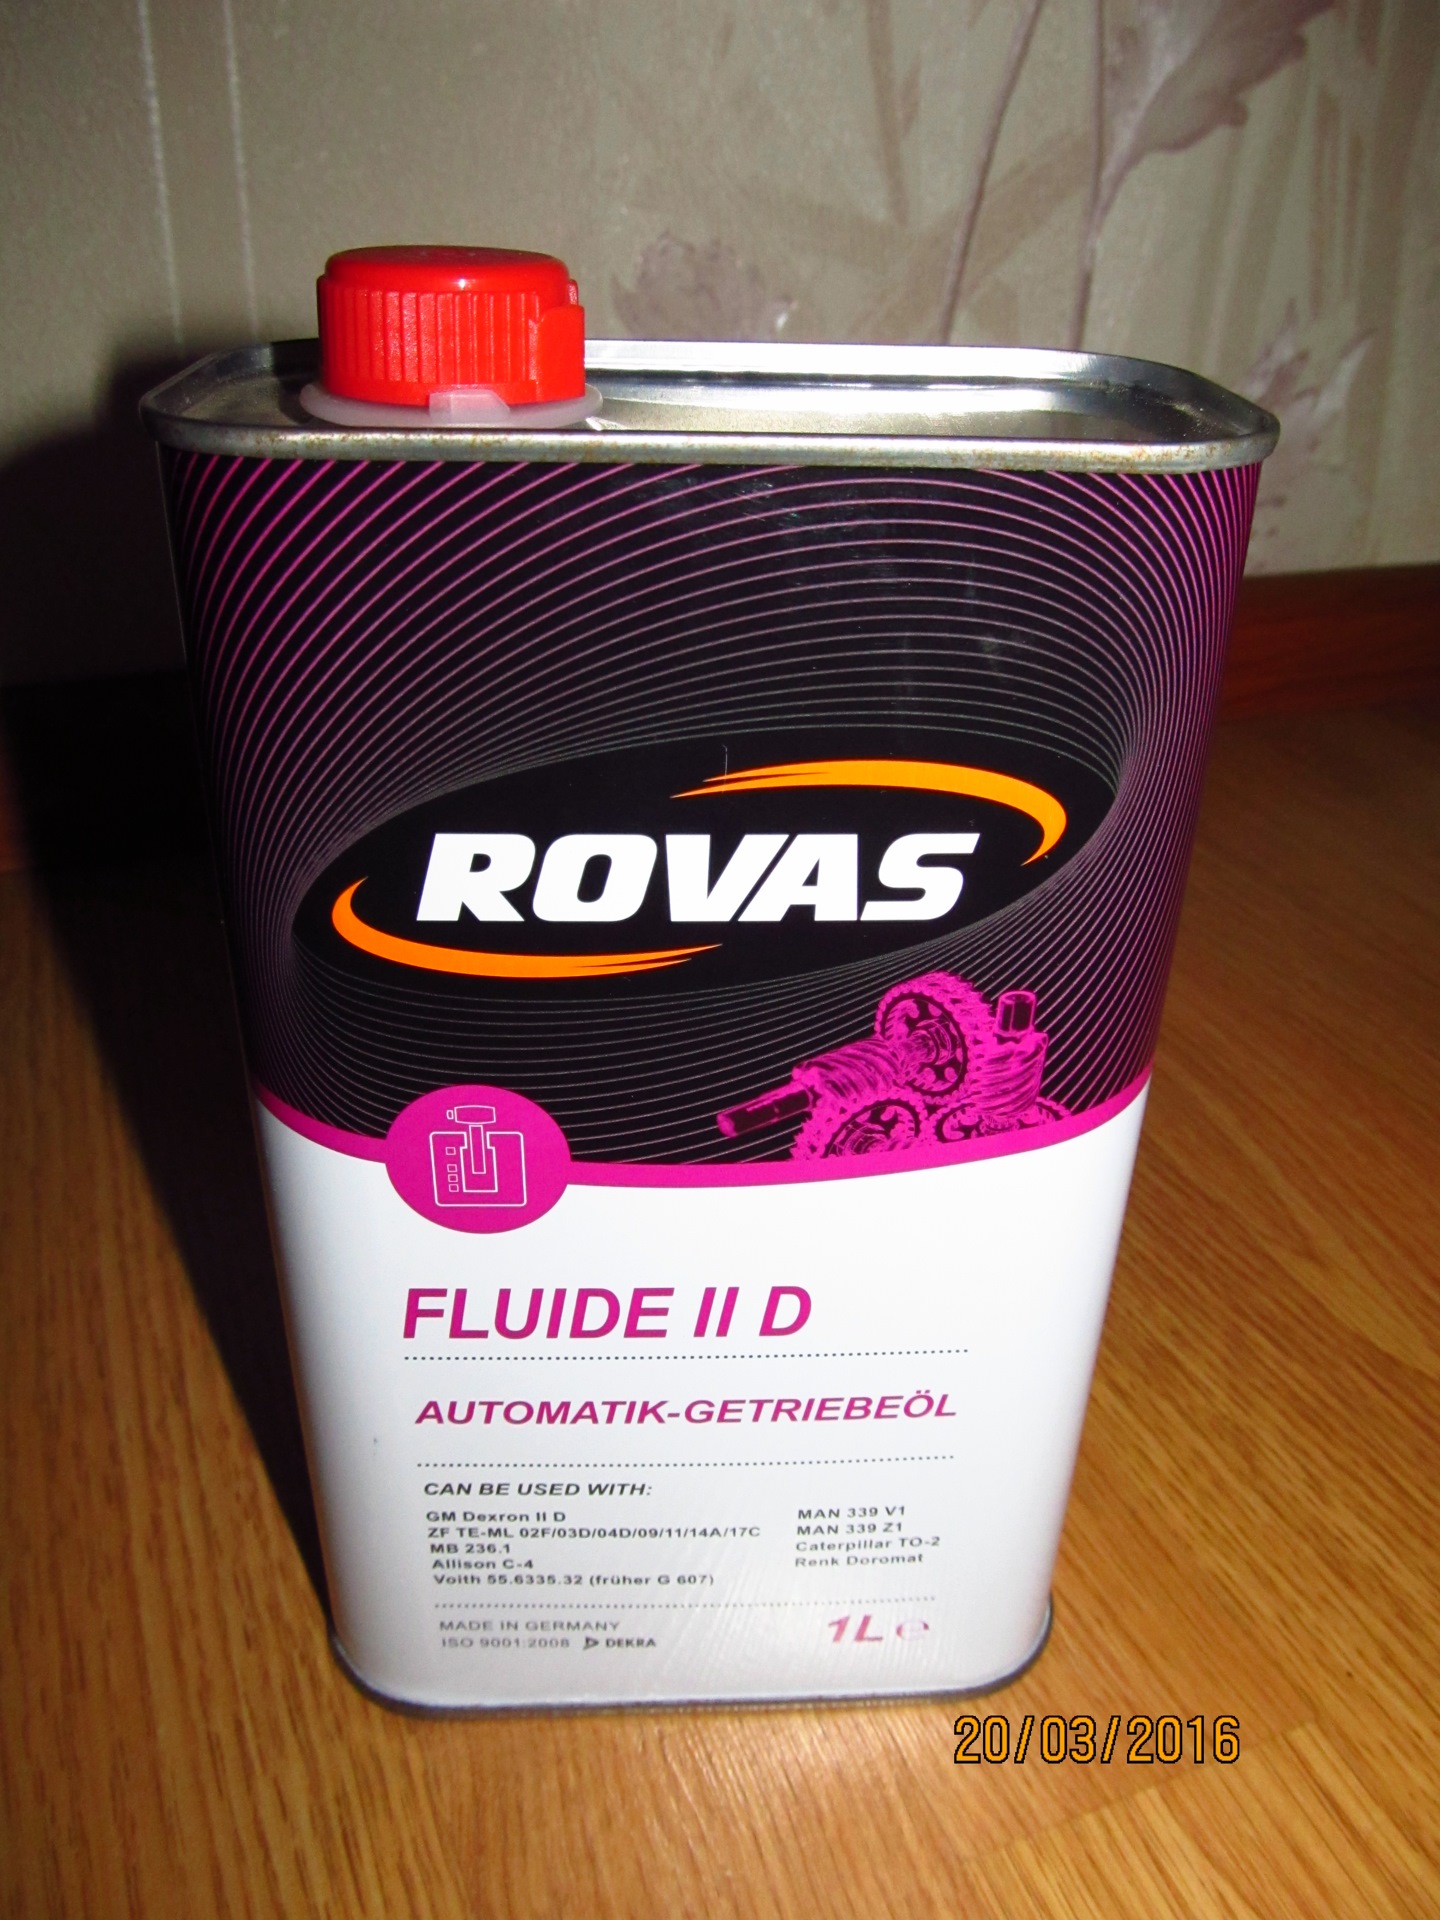 ROVAS
FLUIDE II D
AUTOMATIK-GETRIEBEÖL
CAN BE USED WITH:
GM Dexron II D
ZF TE-ML 02F/03D/04D/09/11/14A/17C
MB 236.1
Allison C-4
Voith 55.6335.32 (früher G 607)
MAN 339 V1
MAN 339 Z1
Caterpillar TO-2
Renk Doromat
MADE IN GERMANY
ISO 9001:2008 DEKRA
1L e
20/03/2016